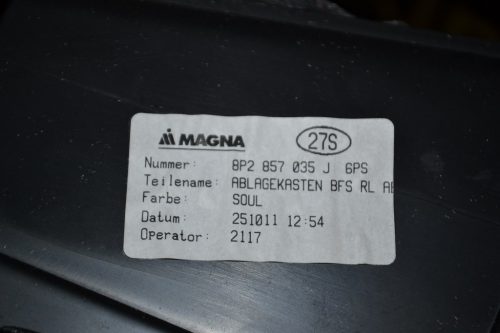 MAGNA 27S
Nummer: 8P2 857 035 J 6PS
Teilename: ABLAGEKASTEN BFS RL
Farbe: SOUL
Datum: 251011 12:54
Operator: 2117